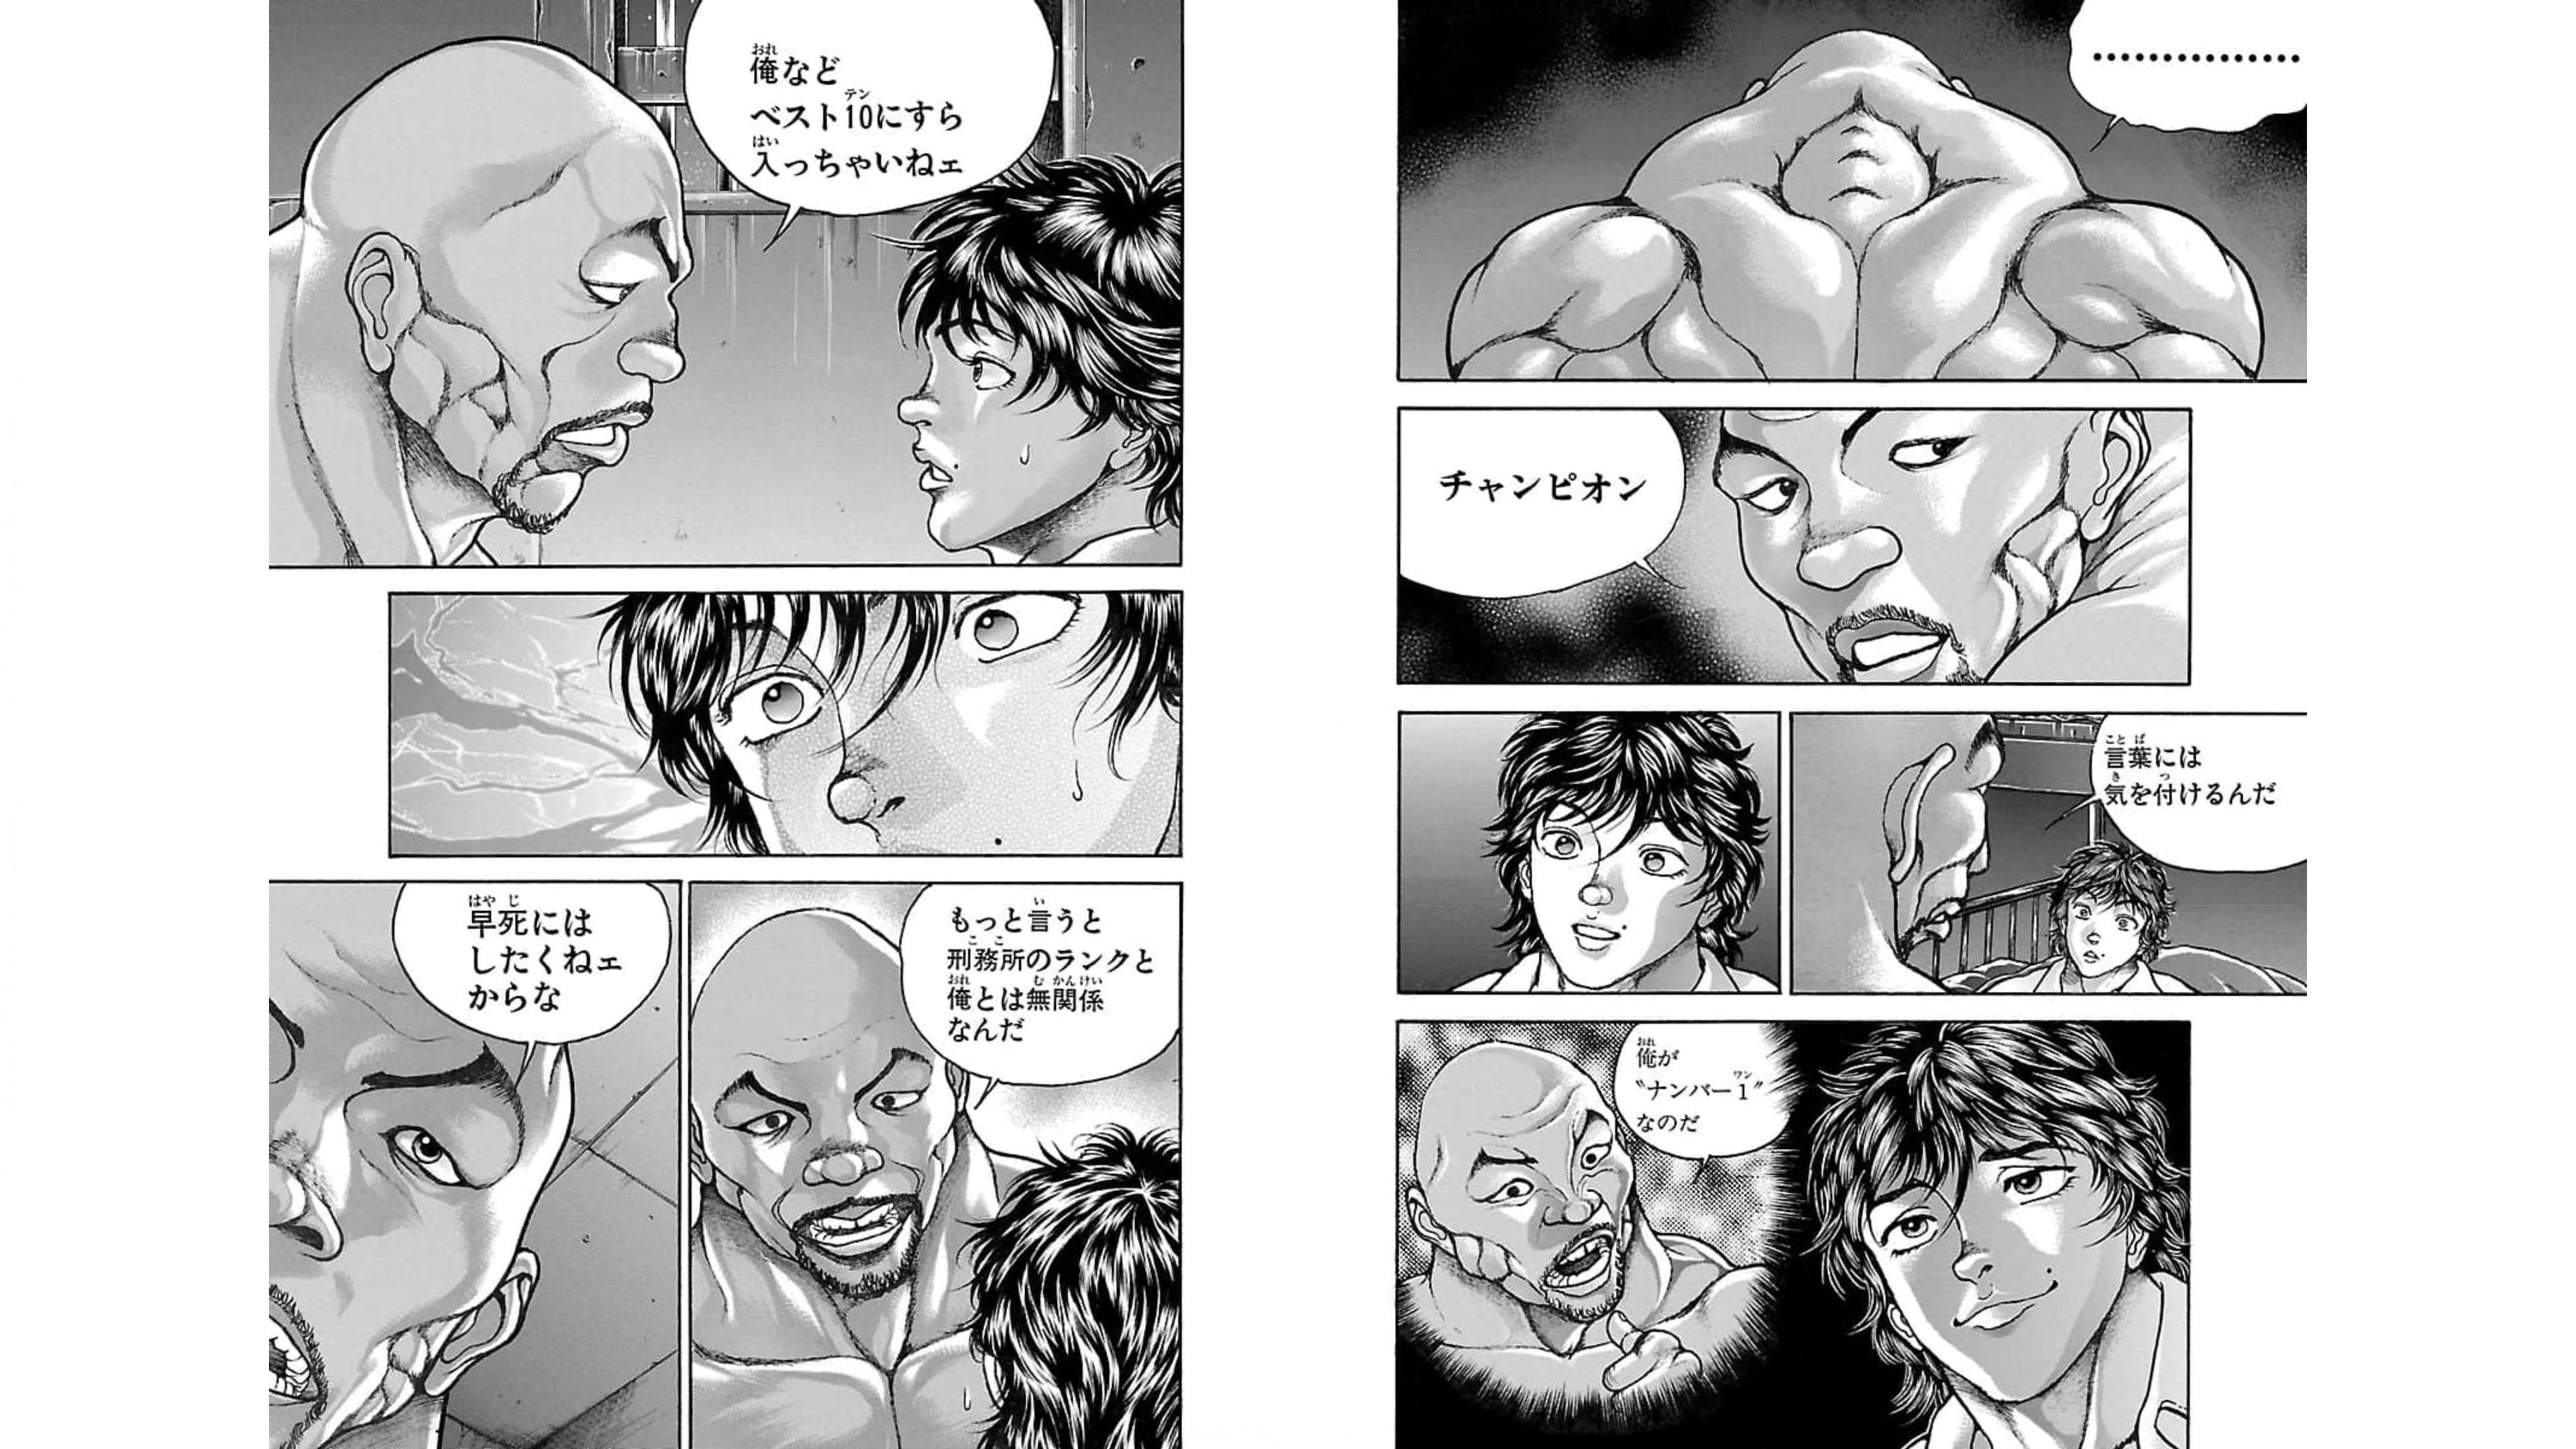 ……………
チャンピオン
言葉には
気を付けるんだ
俺が
〝ナンバー1〟
なのだ
俺など
ベスト10にすら
入っちゃいねェ
もっと言うと
刑務所のランクと
俺とは無関係
なんだ
早死には
したくねェ
からな